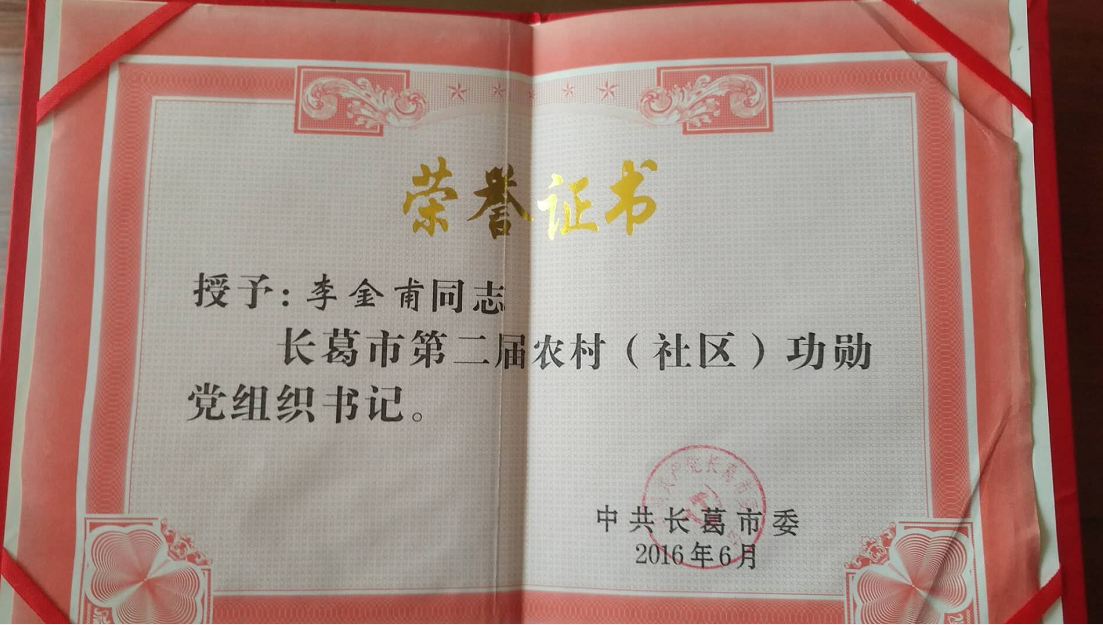 荣誉证书
授予：李金甫同志
长葛市第二届农村（社区）功勋
党组织书记。
中共长葛市委
2016年6月